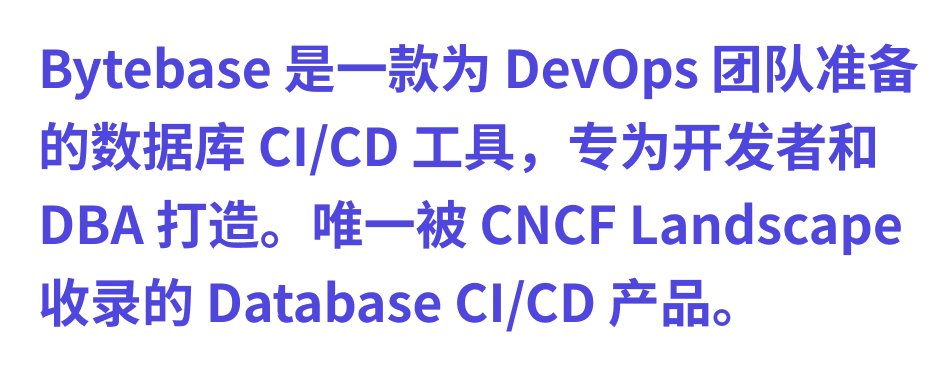 Bytebase 是一款为 DevOps 团队准备
的数据库 CI/CD 工具，专为开发者和
DBA 打造。唯一被 CNCF Landscape
收录的 Database CI/CD 产品。